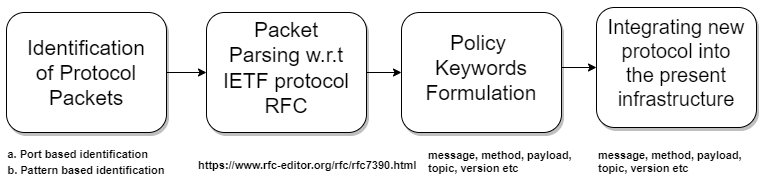 Identification
of Protocol
Packets
Packet
Parsing w.r.t
IETF protocol
RFC
Policy
Keywords
Formulation
Integrating new
protocol into
the present
infrastructure
a. Port based identification
b. Pattern based identification
https://www.rfc-editor.org/rfc/rfc7390.html
message, method, payload,
topic, version etc
message, method, payload,
topic, version etc